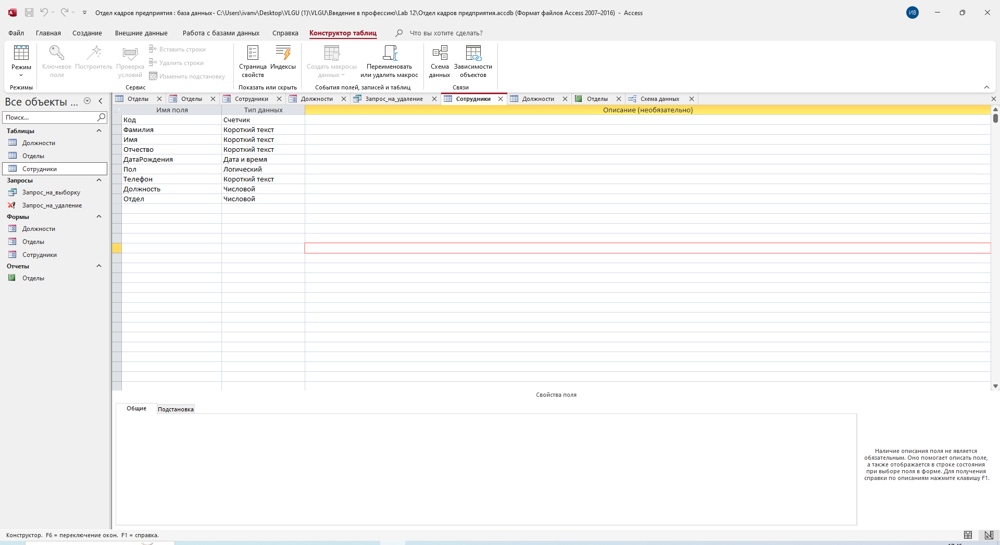 Отдел кадров предприятия : база данных- C:\Users\ivanv\Desktop\VLGU (1)\VLGU\Введение в профессию\Lab 12\Отдел кадров предприятия.accdb (Формат файлов Access 2007–2016) - Access
ИВ
Файл Главная Создание Внешние данные Работа с базами данных Справка Конструктор таблиц Что вы хотите сделать?
Режим
Ключевое поле
Построитель
Проверка условий
Вставить строки
Удалить строки
Изменить подстановку
Страница свойств
Индексы
Создать макросы данных
Переименовать или удалить макрос
Схема данных
Зависимости объектов
Режимы Сервис Показать или скрыть События полей, записей и таблиц Связи
Все объекты ...
Поиск...
Таблицы
Должности
Отделы
Сотрудники
Запросы
Запрос_на_выборку
Запрос_на_удаление
Формы
Должности
Отделы
Сотрудники
Отчеты
Отделы
Отделы Отделы Сотрудники Должности Запрос_на_удаление Сотрудники Должности Отделы Схема данных
Имя поля Тип данных Описание (необязательно)
Код Счетчик
Фамилия Короткий текст
Имя Короткий текст
Отчество Короткий текст
ДатаРождения Дата и время
Пол Логический
Телефон Короткий текст
Должность Числовой
Отдел Числовой
Свойства поля
Общие Подстановка
Наличие описания поля не является
обязательным. Оно помогает описать поле,
а также отображается в строке состояния
при выборе поля в форме. Для получения
справки по описаниям нажмите клавишу F1.
Конструктор. F6 = переключение окон. F1 = справка.